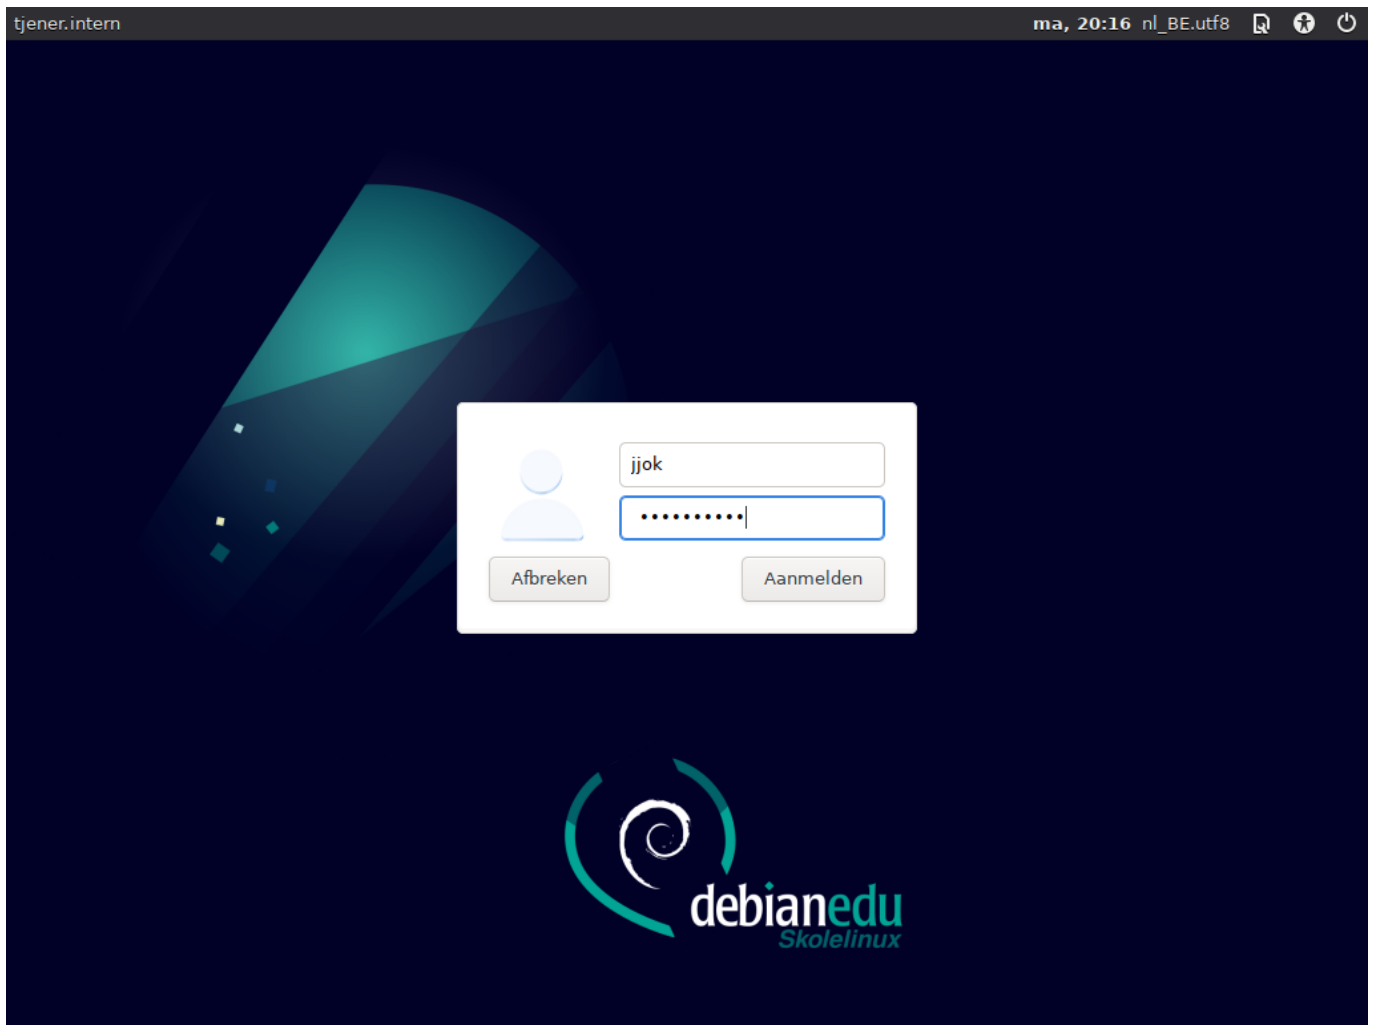 tjener.intern
ma, 20:16 nl_BE.utf8
jjok
••••••••••
Afbreken
Aanmelden
debianedu
Skolelinux